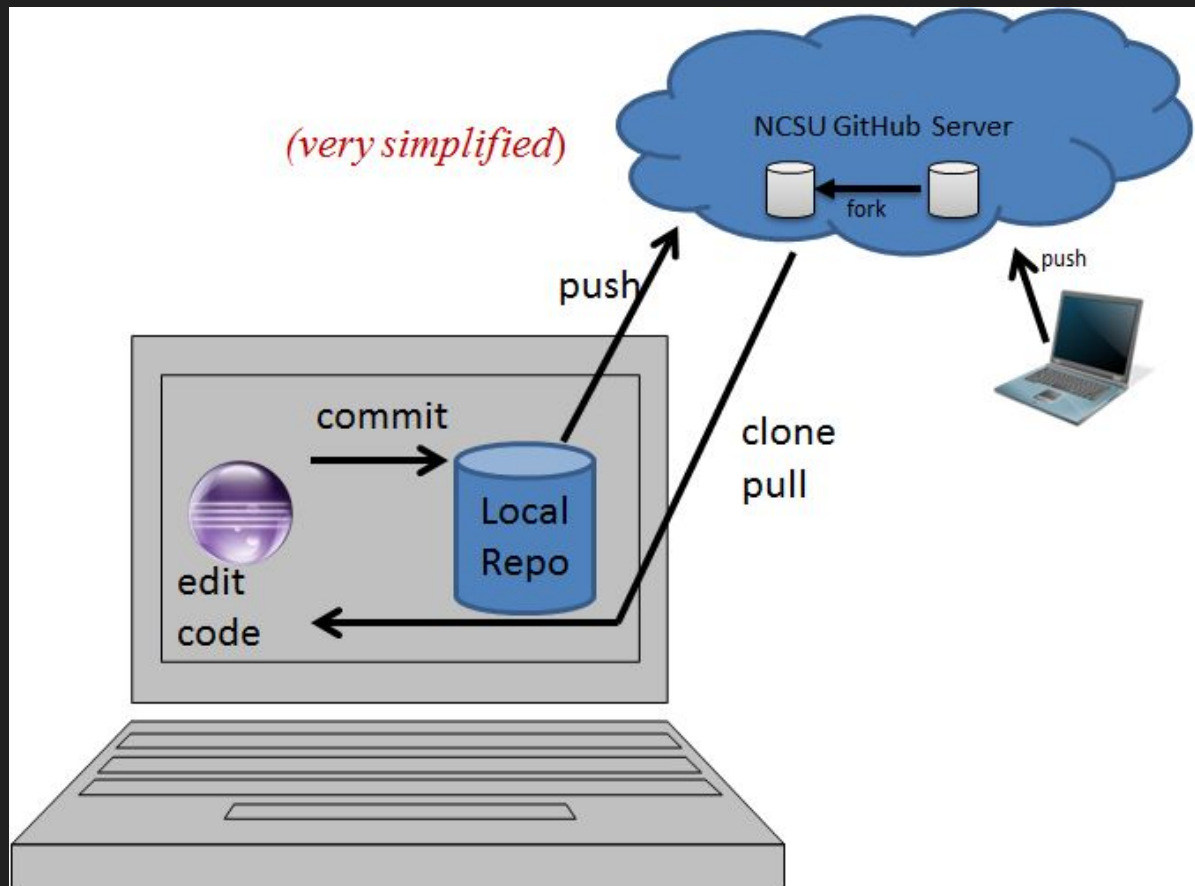 (very simplified)
NCSU GitHub Server
fork
push
push
commit
clone
pull
Local
Repo
edit
code